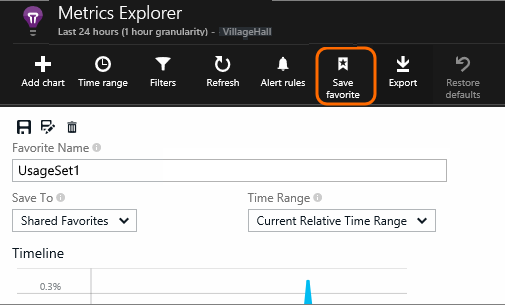 Metrics Explorer
Last 24 hours (1 hour granularity) - VillageHall
Add chart Time range Filters Refresh Alert rules Save favorite Export Restore defaults
Favorite Name
UsageSet1
Save To Time Range
Shared Favorites Current Relative Time Range
Timeline
0.3%